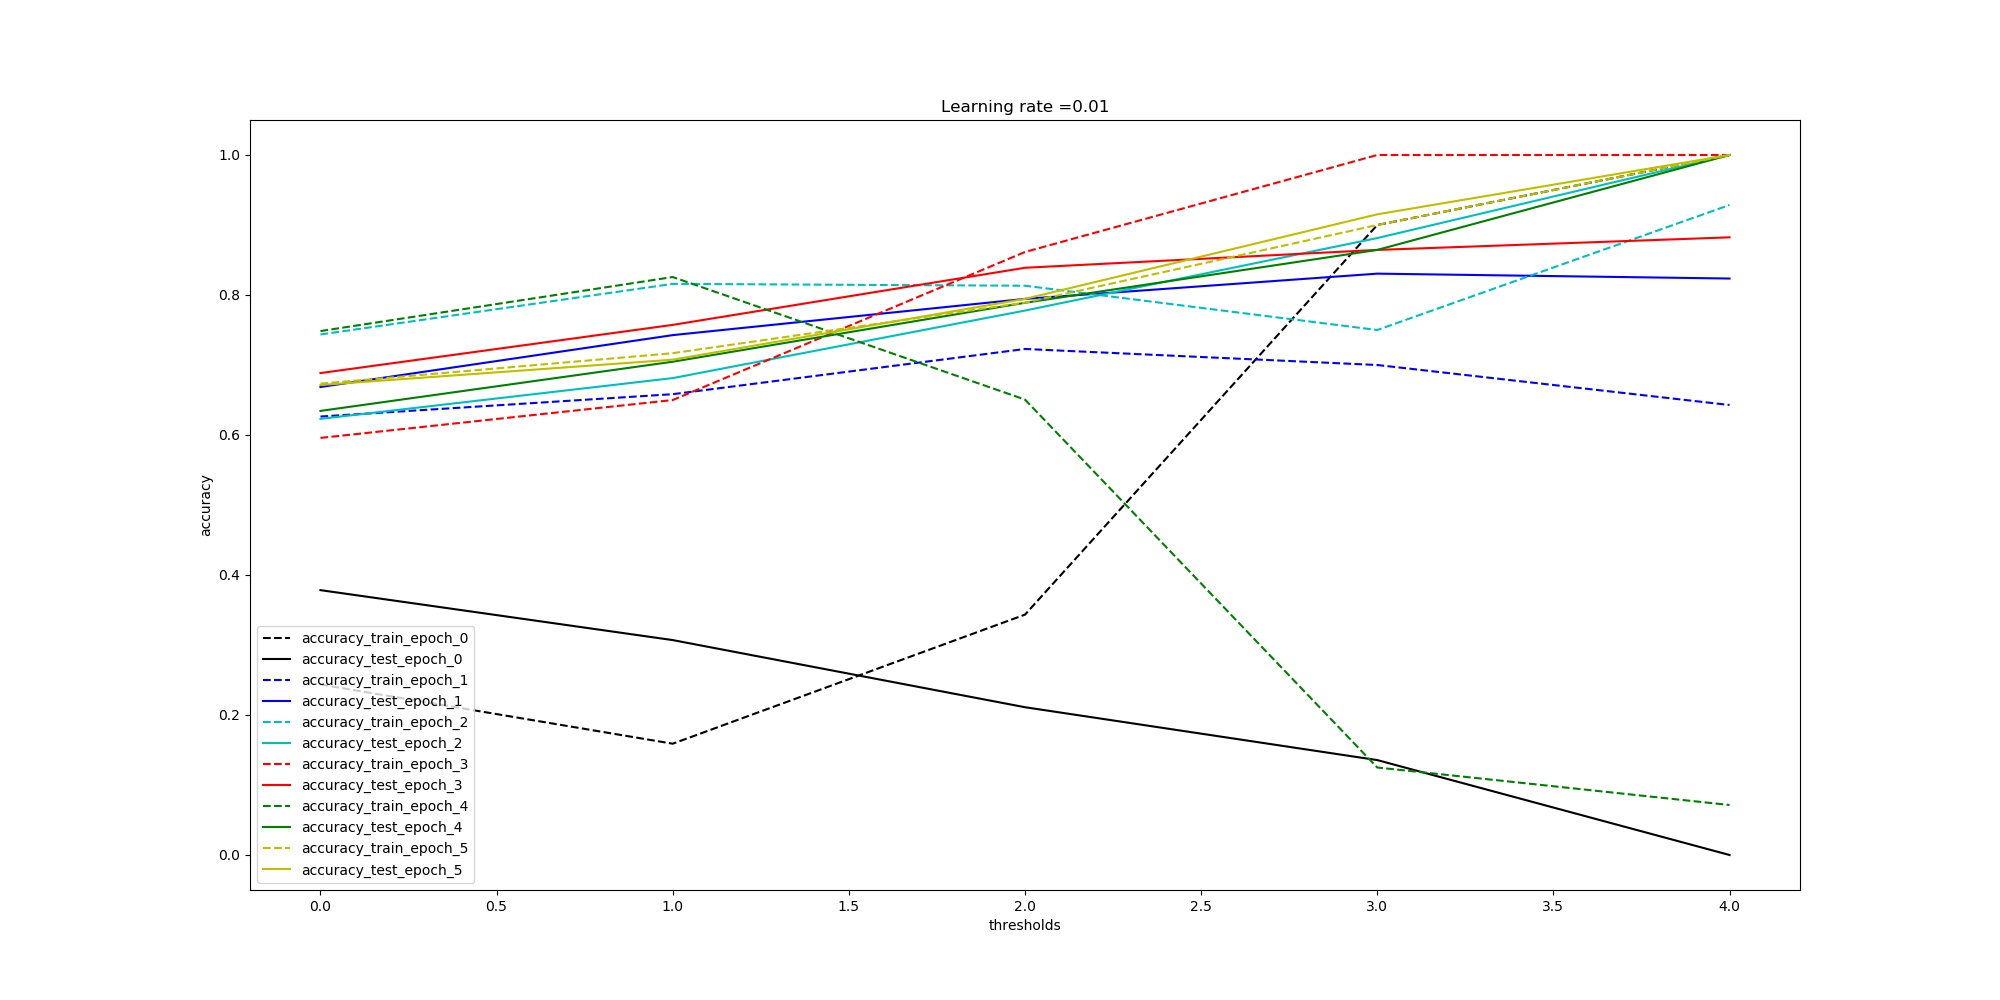 Learning rate =0.01
1.0
0.8
0.6
0.4
0.2
0.0
accuracy
accuracy_train_epoch_0
accuracy_test_epoch_0
accuracy_train_epoch_1
accuracy_test_epoch_1
accuracy_train_epoch_2
accuracy_test_epoch_2
accuracy_train_epoch_3
accuracy_test_epoch_3
accuracy_train_epoch_4
accuracy_test_epoch_4
accuracy_train_epoch_5
accuracy_test_epoch_5
0.0 0.5 1.0 1.5 2.0 2.5 3.0 3.5 4.0
thresholds